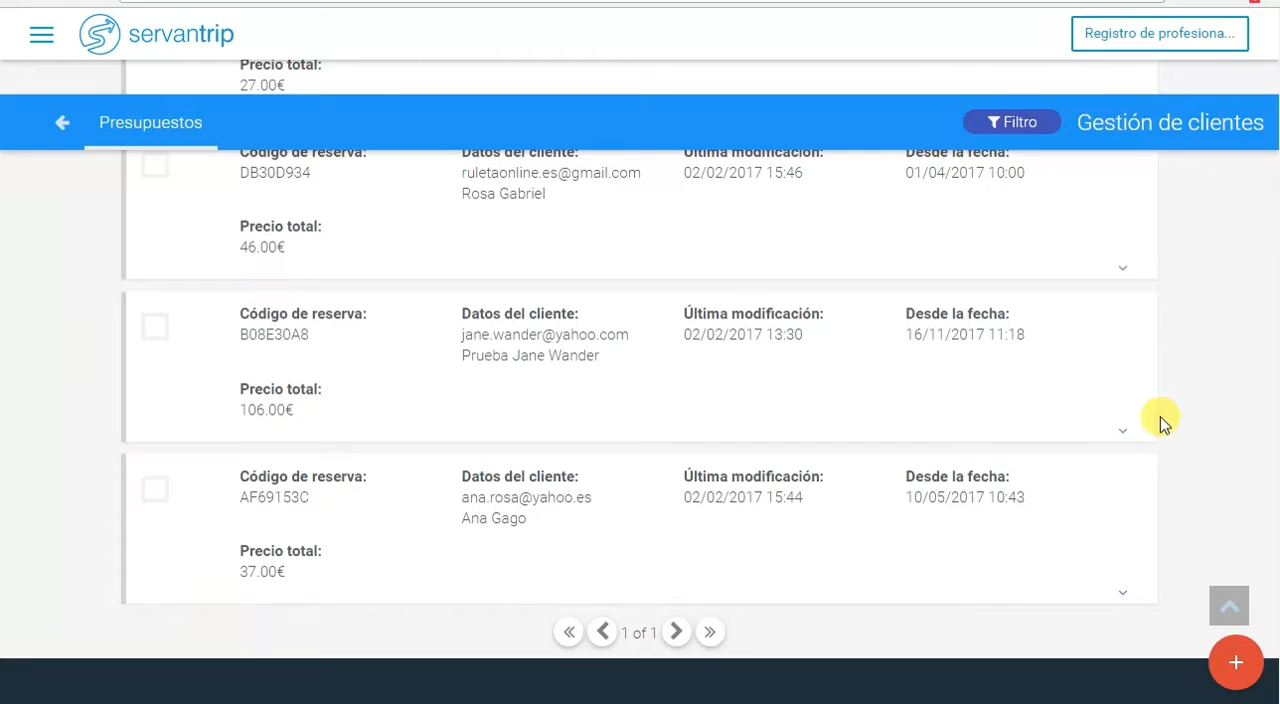 servantrip
Registro de profesiona...
Precio total:
27.00€
Presupuestos
Filtro
Gestión de clientes
Código de reserva:
DB30D934
Datos del cliente:
ruletaonline.es@gmail.com
Rosa Gabriel
Última modificación:
02/02/2017 15:46
Desde la fecha:
01/04/2017 10:00
Precio total:
46.00€
Código de reserva:
B08E30A8
Datos del cliente:
jane.wander@yahoo.com
Prueba Jane Wander
Última modificación:
02/02/2017 13:30
Desde la fecha:
16/11/2017 11:18
Precio total:
106.00€
Código de reserva:
AF69153C
Datos del cliente:
ana.rosa@yahoo.es
Ana Gago
Última modificación:
02/02/2017 15:44
Desde la fecha:
10/05/2017 10:43
Precio total:
37.00€
1 of 1